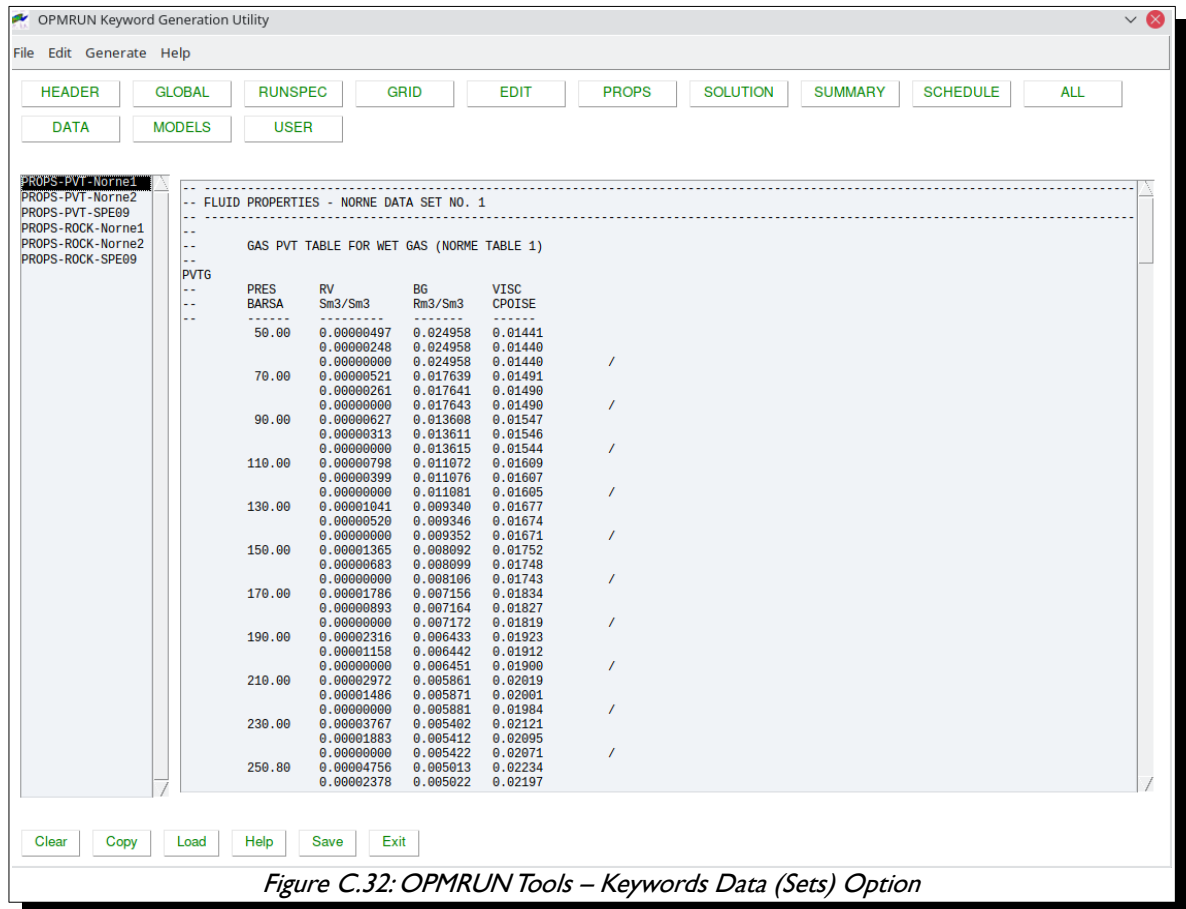 OPMRUN Keyword Generation Utility
File Edit Generate Help
HEADER GLOBAL RUNSPEC GRID EDIT PROPS SOLUTION SUMMARY SCHEDULE ALL
DATA MODELS USER
PROPS-PVT-Norne1
PROPS-PVT-Norne2
PROPS-PVT-SPE09
PROPS-ROCK-Norne1
PROPS-ROCK-Norne2
PROPS-ROCK-SPE09
-- --------------------------------------------------------------------------------------------------------------------------------
-- FLUID PROPERTIES - NORNE DATA SET NO. 1
-- --------------------------------------------------------------------------------------------------------------------------------
--
-- GAS PVT TABLE FOR WET GAS (NORME TABLE 1)
--
PVTG
-- PRES RV BG VISC
-- BARSA Sm3/Sm3 Rm3/Sm3 CPOISE
-- ------ --------- ------- ------
50.00 0.00000497 0.024958 0.01441
0.00000248 0.024958 0.01440
0.00000000 0.024958 0.01440 /
70.00 0.00000521 0.017639 0.01491
0.00000261 0.017641 0.01490
0.00000000 0.017643 0.01490 /
90.00 0.00000627 0.013608 0.01547
0.00000313 0.013611 0.01546
0.00000000 0.013615 0.01544 /
110.00 0.00000798 0.011072 0.01609
0.00000399 0.011076 0.01607
0.00000000 0.011081 0.01605 /
130.00 0.00001041 0.009340 0.01677
0.00000520 0.009346 0.01674
0.00000000 0.009352 0.01671 /
150.00 0.00001365 0.008092 0.01752
0.00000683 0.008099 0.01748
0.00000000 0.008106 0.01743 /
170.00 0.00001786 0.007156 0.01834
0.00000893 0.007164 0.01827
0.00000000 0.007172 0.01819 /
190.00 0.00002316 0.006433 0.01923
0.00001158 0.006442 0.01912
0.00000000 0.006451 0.01900 /
210.00 0.00002972 0.005861 0.02019
0.00001486 0.005871 0.02001
0.00000000 0.005881 0.01984 /
230.00 0.00003767 0.005402 0.02121
0.00001883 0.005412 0.02095
0.00000000 0.005422 0.02071 /
250.80 0.00004756 0.005013 0.02234
0.00002378 0.005022 0.02197
Clear Copy Load Help Save Exit
Figure C.32: OPMRUN Tools – Keywords Data (Sets) Option